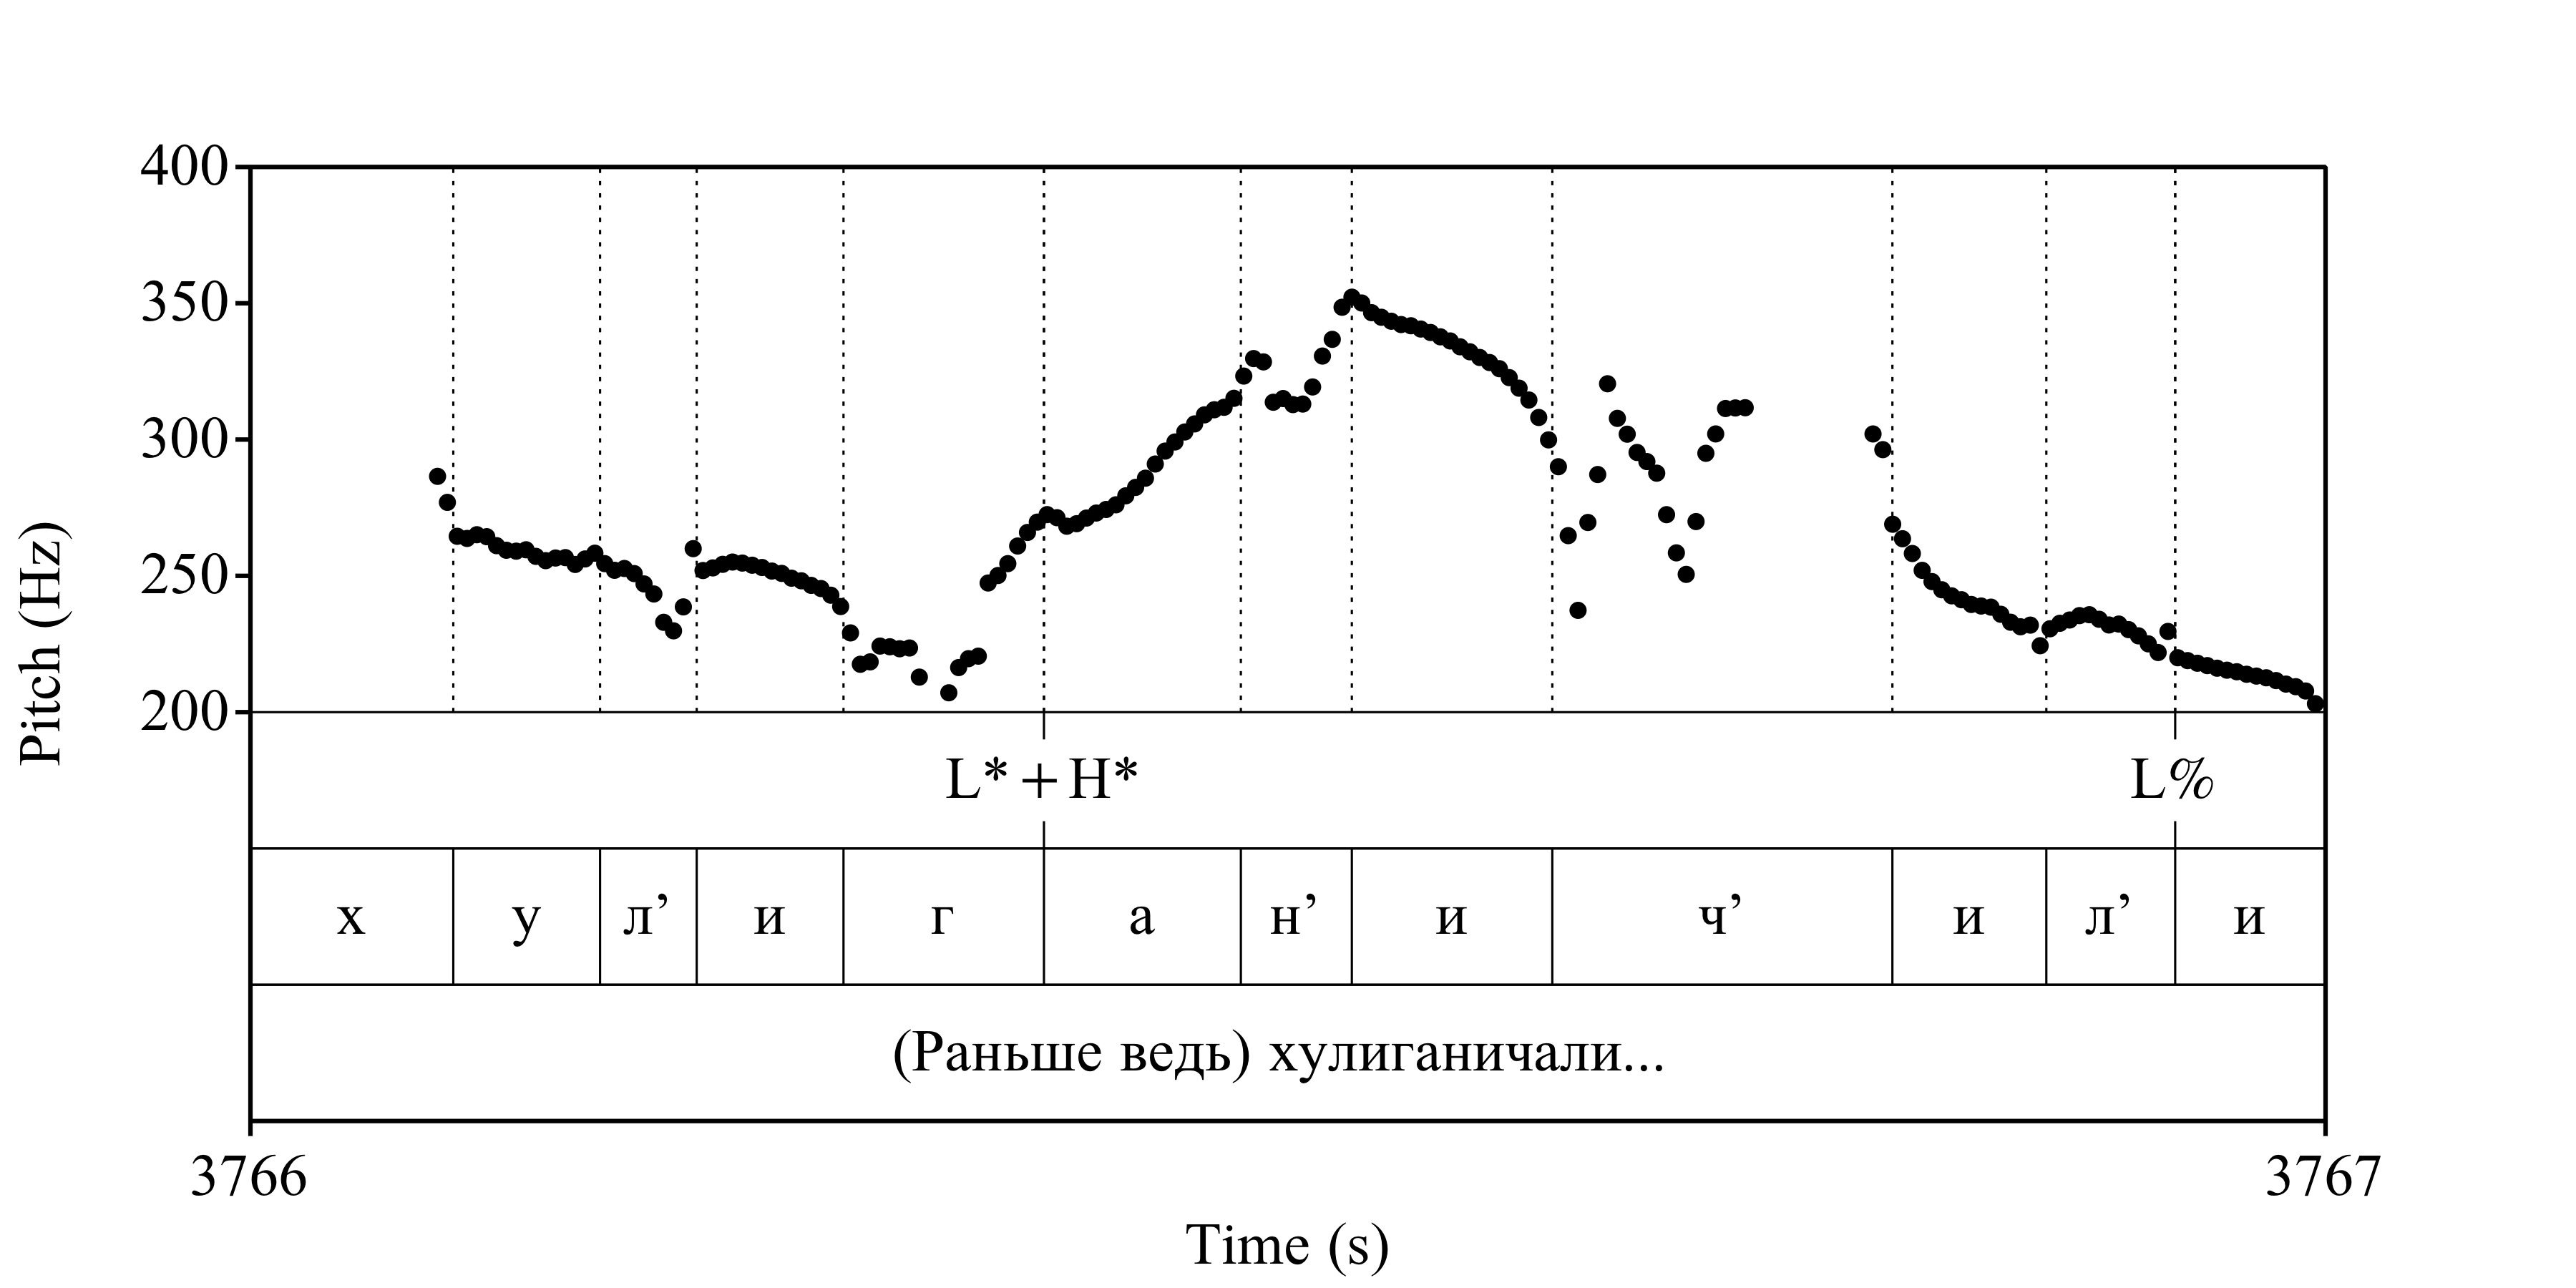 400
350
300
250
200
Pitch (Hz)
L* + H* L%
х у л’ и г а н’ и ч’ и л’ и
(Раньше ведь) хулиганичали...
3766 3767
Time (s)